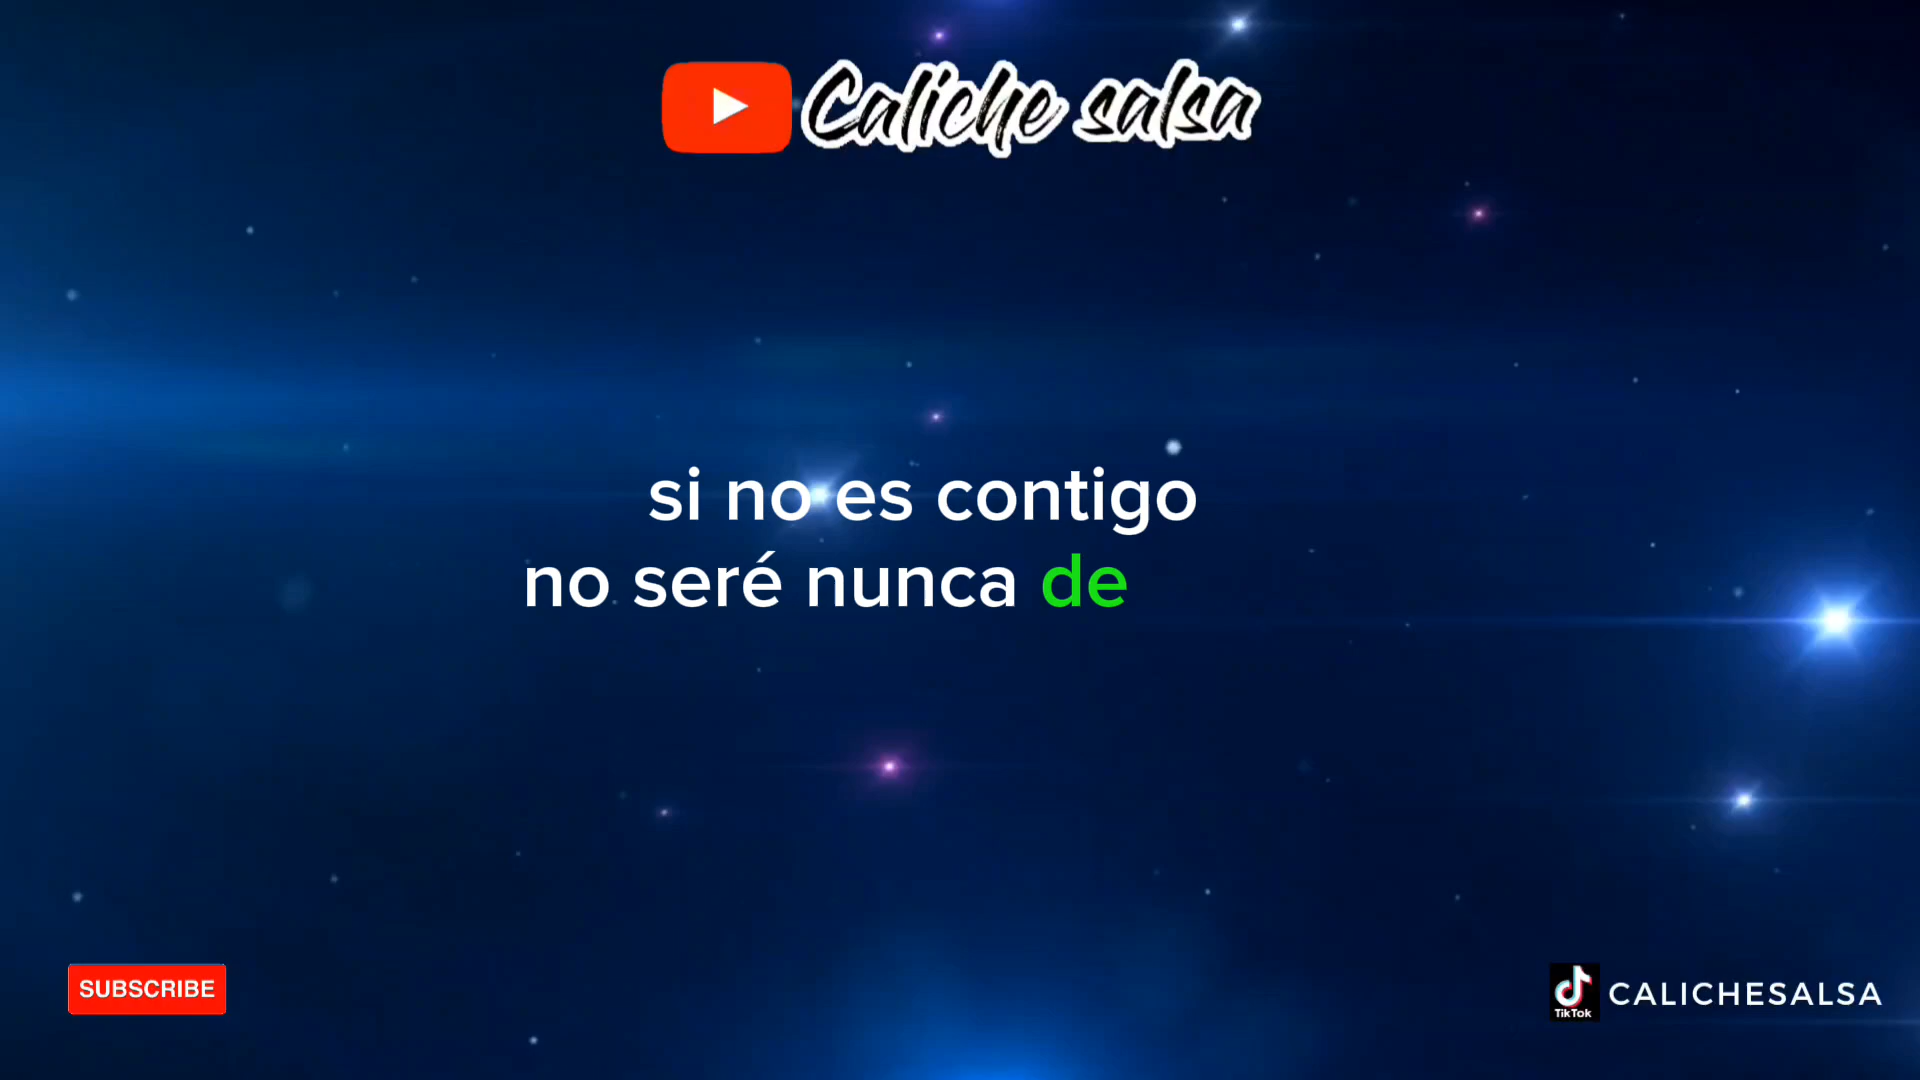 Caliche salsa
si no es contigo
no seré nunca de
SUBSCRIBE
TikTok
CALICHESALSA